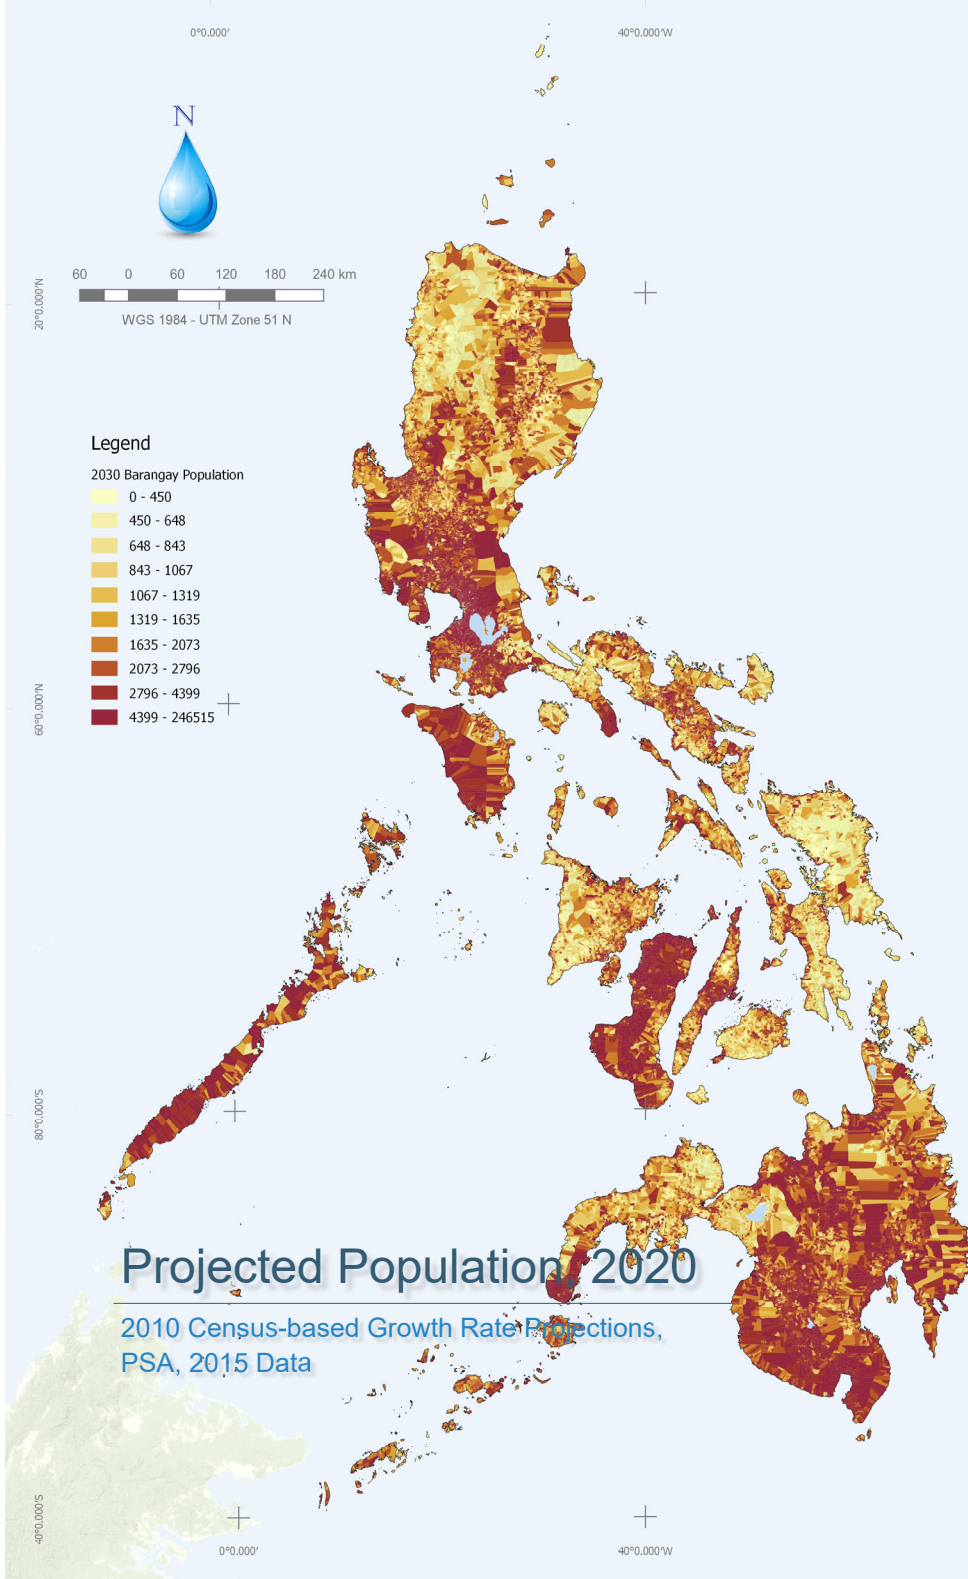 0°0.000'
40°0.000'W
N
60 0 60 120 180 240 km
WGS 1984 - UTM Zone 51 N
20°0.000'N
Legend
2030 Barangay Population
0 - 450
450 - 648
648 - 843
843 - 1067
1067 - 1319
1319 - 1635
1635 - 2073
2073 - 2796
2796 - 4399
4399 - 246515
60°0.000'N
80°0.000'S
Projected Population, 2020
2010 Census-based Growth Rate Projections,
PSA, 2015 Data
40°0.000'S
0°0.000'
40°0.000'W